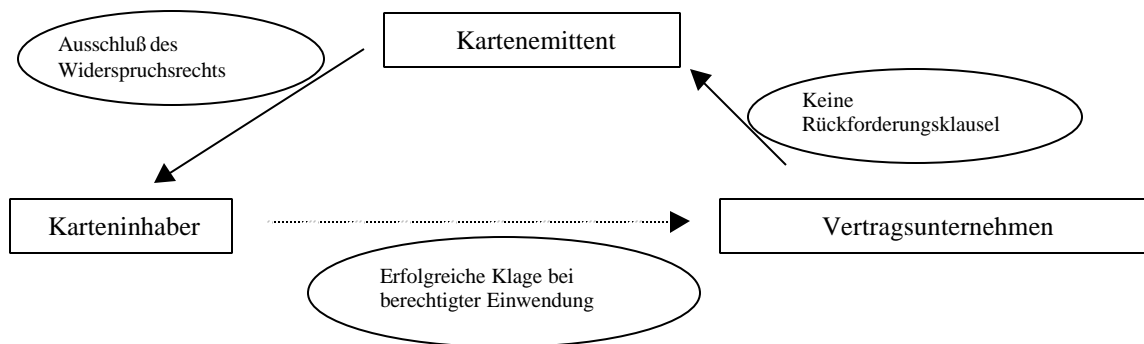 Ausschluß des
Widerspruchsrechts
Kartenemittent
Keine
Rückforderungsklausel
Karteninhaber
Vertragsunternehmen
Erfolgreiche Klage bei
berechtigter Einwendung